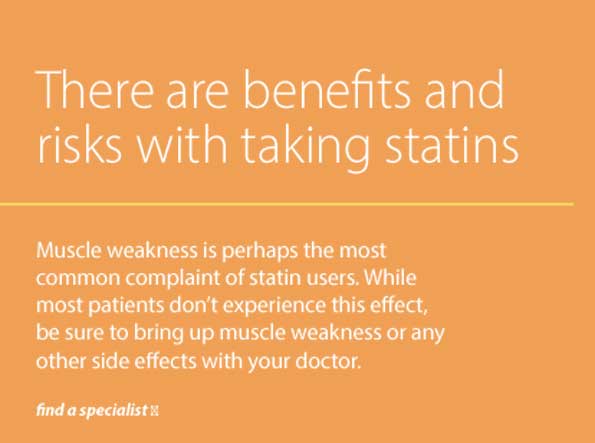 There are benefits and
risks with taking statins
Muscle weakness is perhaps the most
common complaint of statin users. While
most patients don't experience this effect,
be sure to bring up muscle weakness or any
other side effects with your doctor.
find a specialist